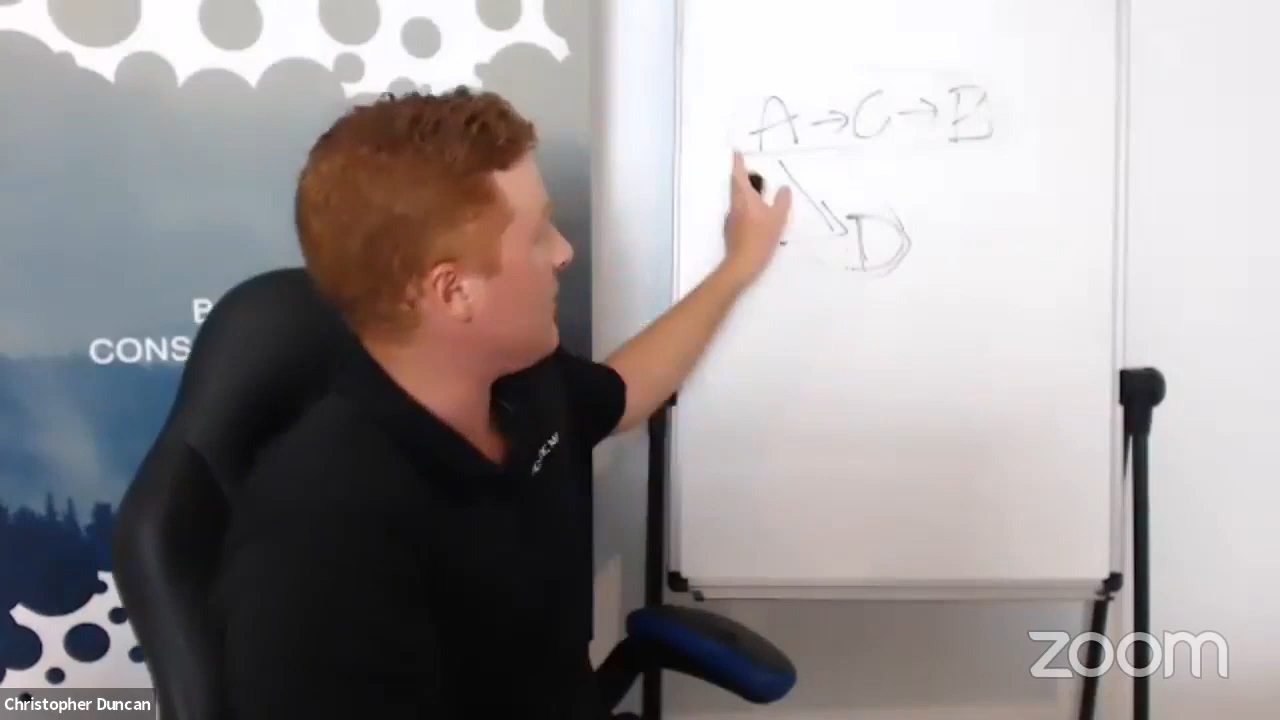 A → C → B
D
B
CONS
zoom
Christopher Duncan